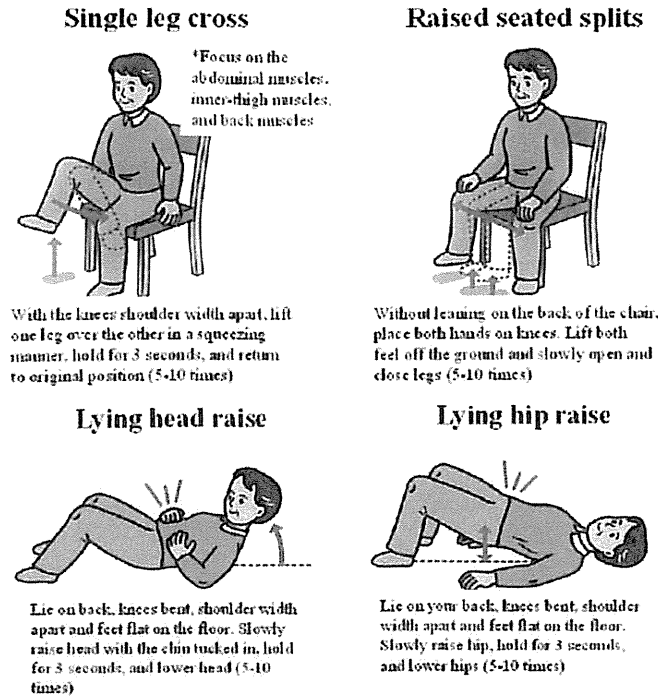 Single leg cross
*Focus on the
abdominal muscles,
inner-thigh muscles,
and back muscles
With the knees shoulder width apart, lift
one leg over the other in a squeezing
manner, hold for 3 seconds, and return
to original position (5-10 times)
Raised seated splits
Without leaning on the back of the chair,
place both hands on knees. Lift both
feel off the ground and slowly open and
close legs (5-10 times)
Lying head raise
Lie on back, knees bent, shoulder width
apart and feet flat on the floor. Slowly
raise head with the chin tucked in, hold
for 3 seconds, and lower head (5-10
times)
Lying hip raise
Lie on your back, knees bent, shoulder
width apart and feet flat on the floor.
Slowly raise hip, hold for 3 seconds,
and lower hips (5-10 times)